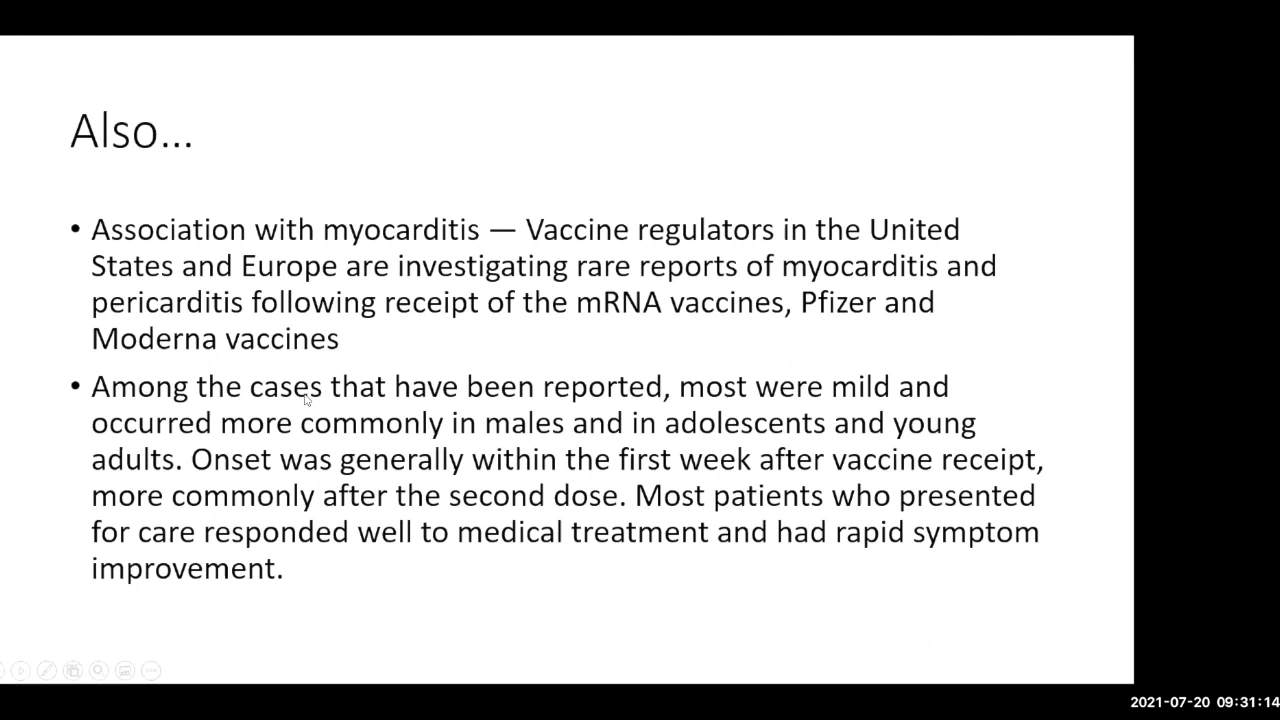 Also...
• Association with myocarditis — Vaccine regulators in the United
States and Europe are investigating rare reports of myocarditis and
pericarditis following receipt of the mRNA vaccines, Pfizer and
Moderna vaccines
• Among the cases that have been reported, most were mild and
occurred more commonly in males and in adolescents and young
adults. Onset was generally within the first week after vaccine receipt,
more commonly after the second dose. Most patients who presented
for care responded well to medical treatment and had rapid symptom
improvement.
2021-07-20 09:31:14